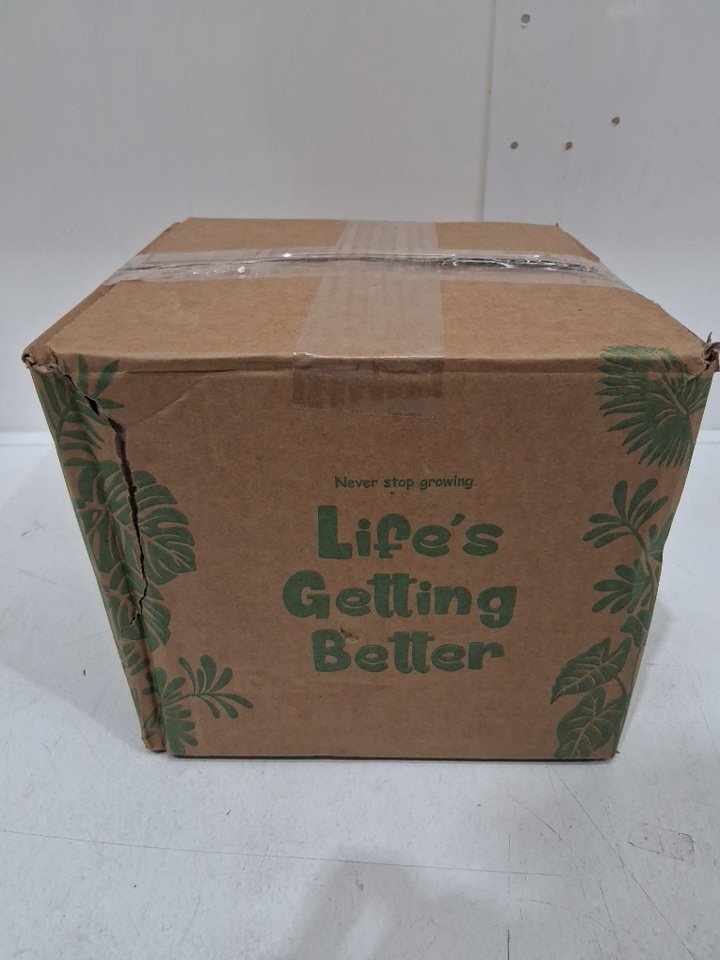 Never stop growing.
Life's
Getting
Better